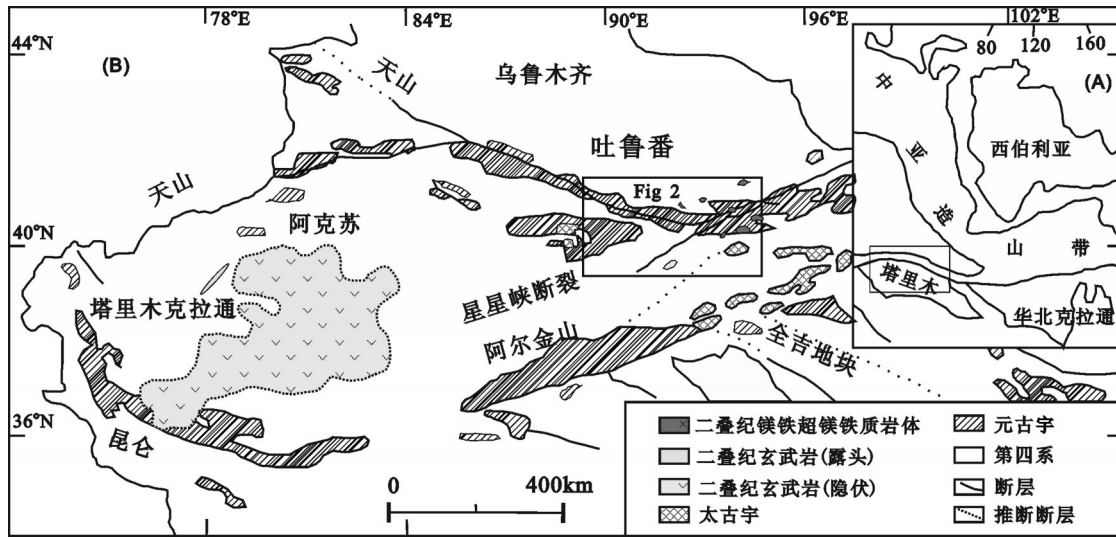 78°E
84°E
90°E
96°E
102°E
44°N
(B)
天山
乌鲁木齐
80 120 160
(A)
中亚造山带
西伯利亚
吐鲁番
天山
Fig 2
阿克苏
40°N
塔里木
星星峡断裂
塔里木克拉通
华北克拉通
阿尔金山
全吉地块
36°N
昆仑
0 400km
二叠纪镁铁超镁铁质岩体
二叠纪玄武岩(露头)
二叠纪玄武岩(隐伏)
太古宇
元古宇
第四系
断层
推断断层